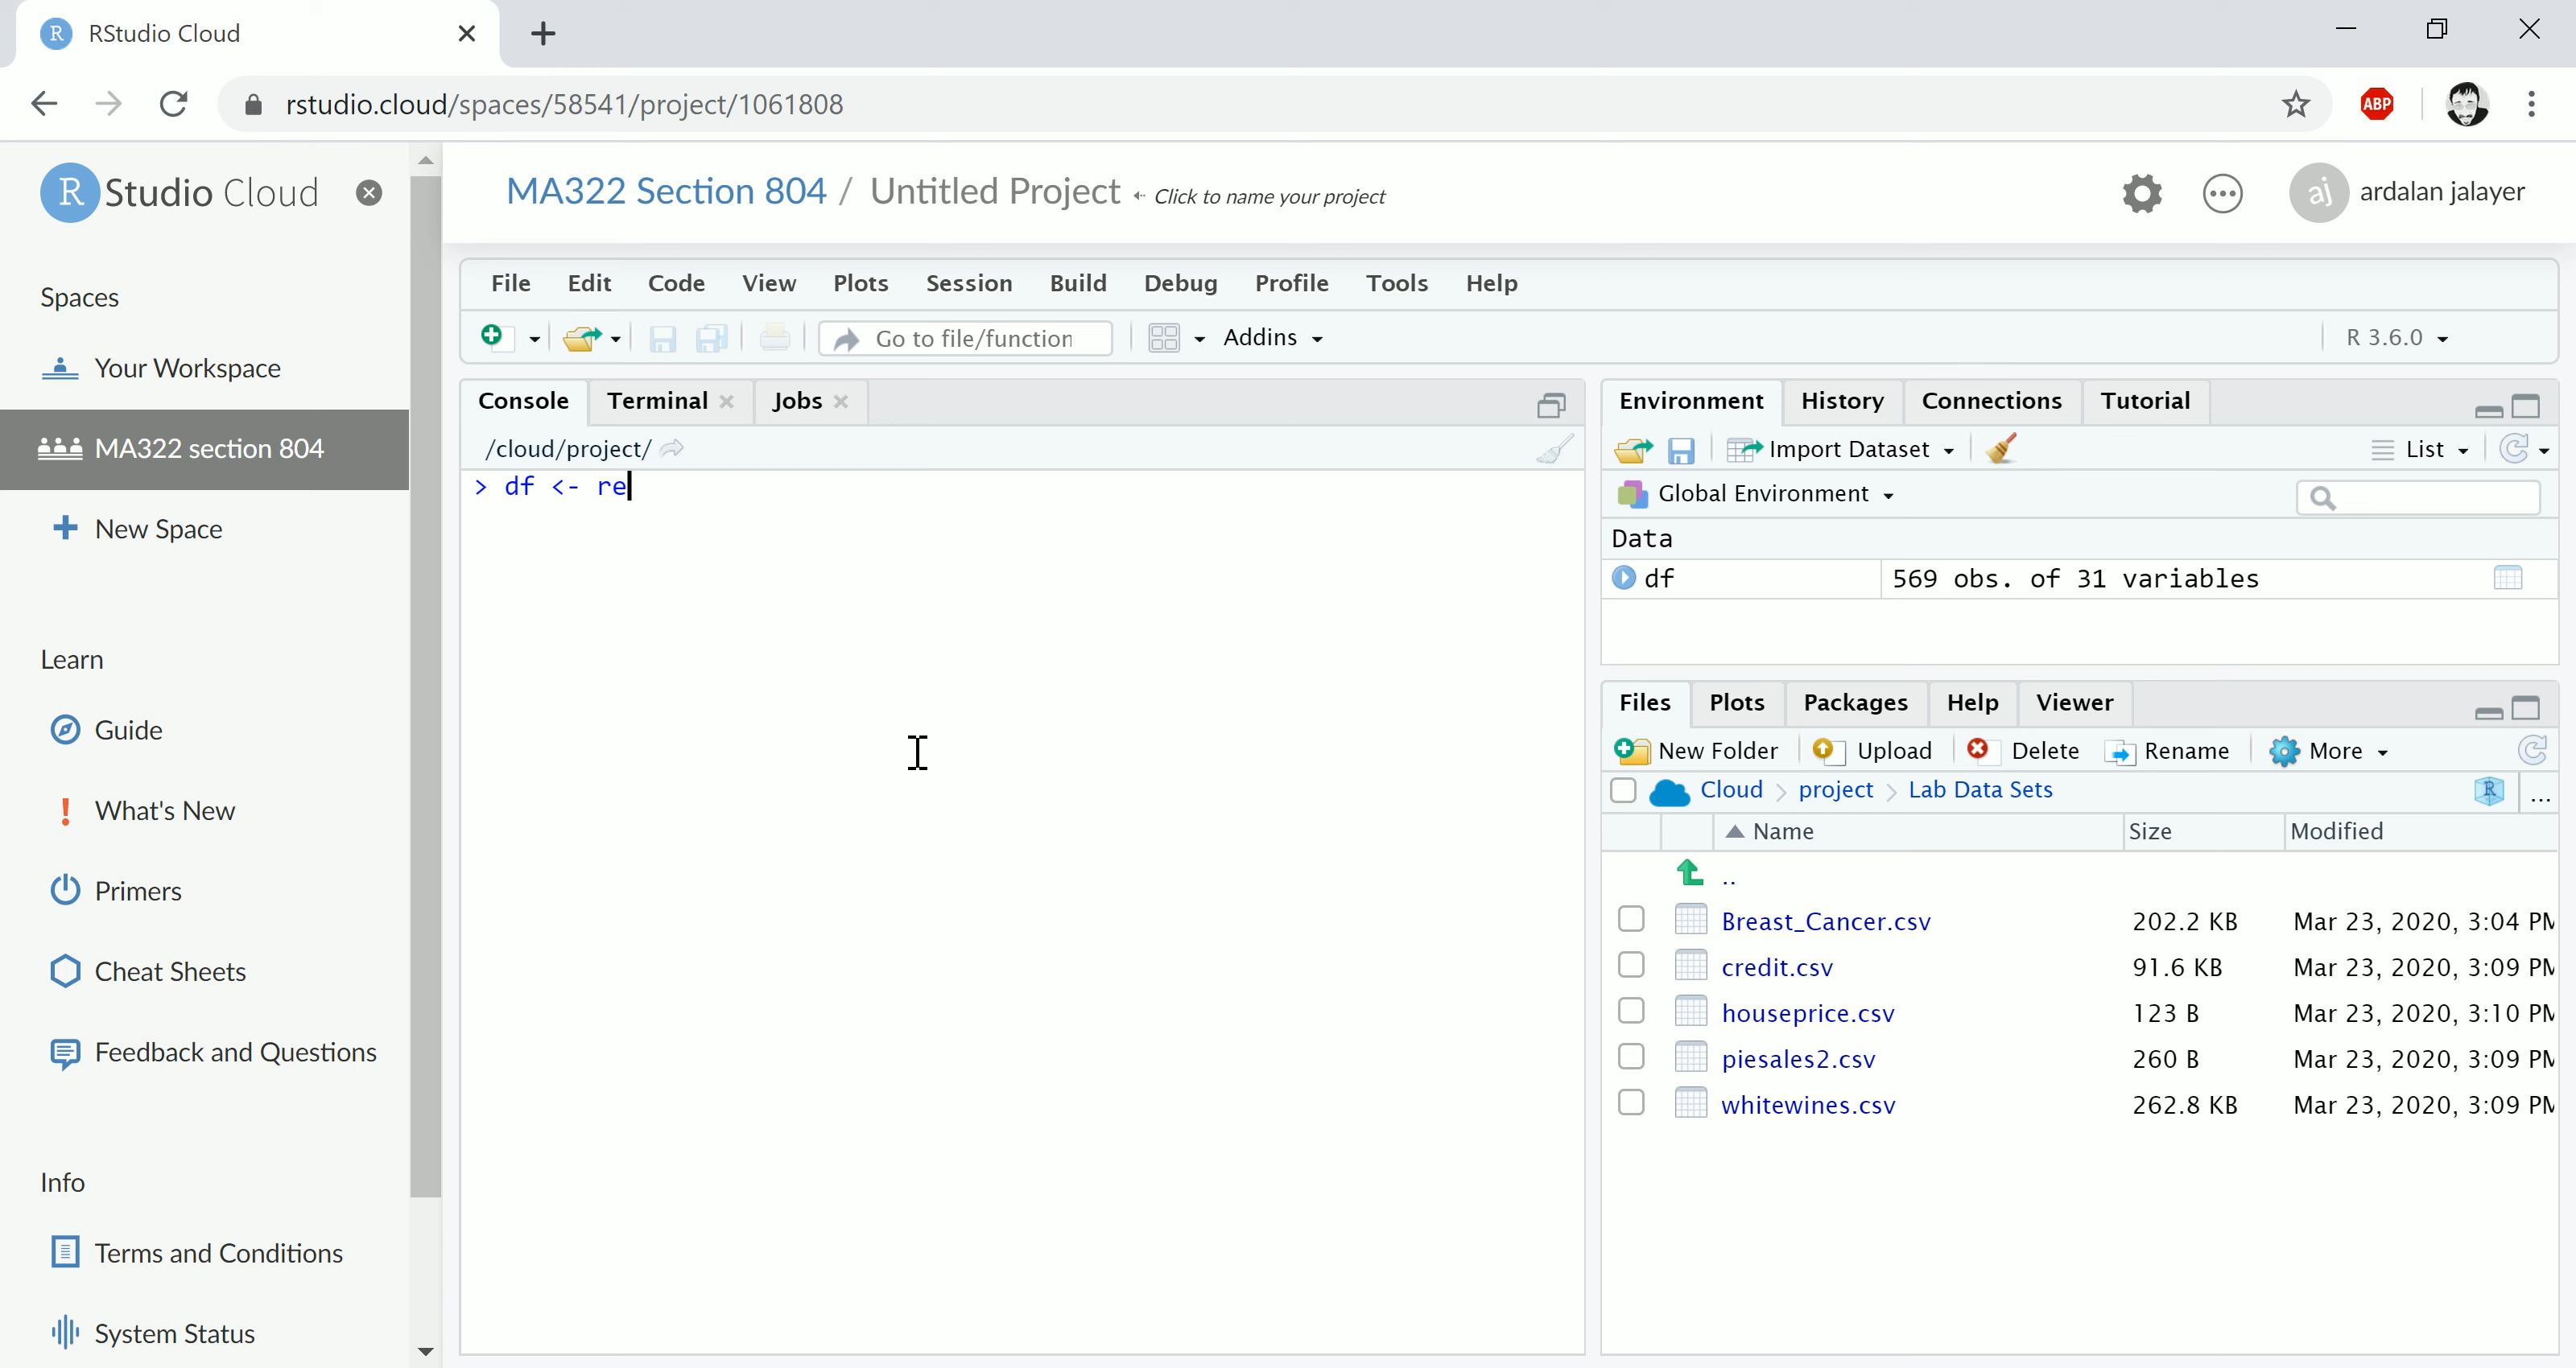 RStudio Cloud
rstudio.cloud/spaces/58541/project/1061808
ABP
R Studio Cloud
MA322 Section 804 / Untitled Project ← Click to name your project
aj ardalan jalayer
Spaces
Your Workspace
MA322 section 804
New Space
Learn
Guide
What's New
Primers
Cheat Sheets
Feedback and Questions
Info
Terms and Conditions
System Status
File Edit Code View Plots Session Build Debug Profile Tools Help
Go to file/function Addins R 3.6.0
Console Terminal Jobs
/cloud/project/
> df <- re
Environment History Connections Tutorial
Import Dataset List
Global Environment
Data
df 569 obs. of 31 variables
Files Plots Packages Help Viewer
New Folder Upload Delete Rename More
Cloud > project > Lab Data Sets R ...
Name Size Modified
..
Breast_Cancer.csv 202.2 KB Mar 23, 2020, 3:04 PM
credit.csv 91.6 KB Mar 23, 2020, 3:09 PM
houseprice.csv 123 B Mar 23, 2020, 3:10 PM
piesales2.csv 260 B Mar 23, 2020, 3:09 PM
whitewines.csv 262.8 KB Mar 23, 2020, 3:09 PM